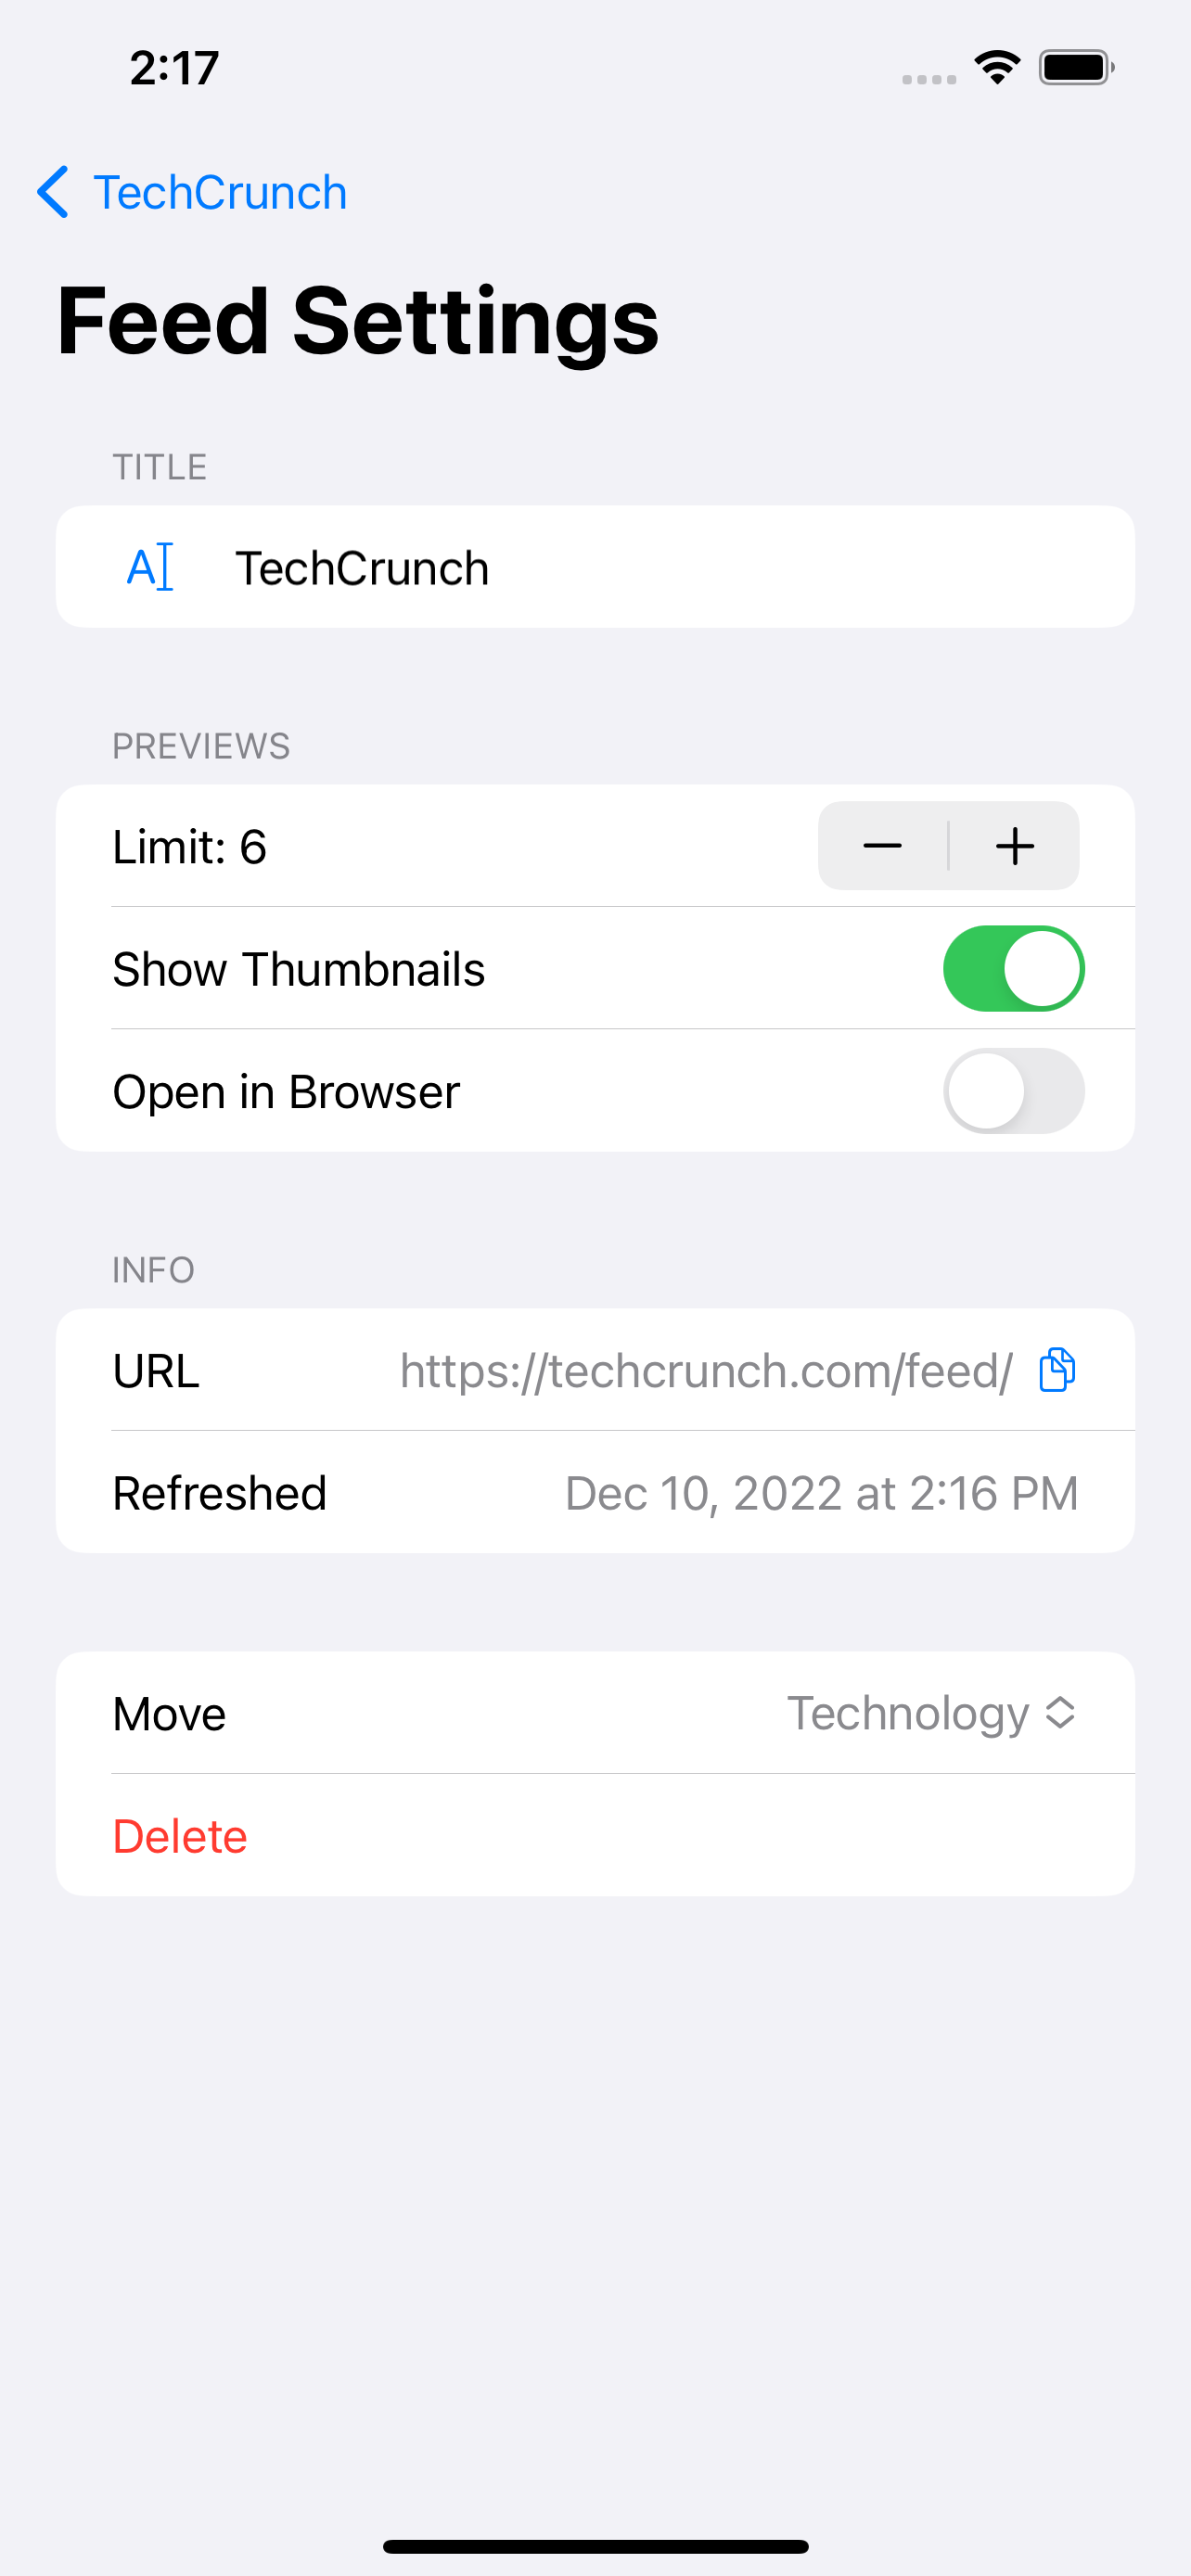 2:17
TechCrunch
Feed Settings
TITLE
TechCrunch
PREVIEWS
Limit: 6
Show Thumbnails
Open in Browser
INFO
URL https://techcrunch.com/feed/
Refreshed Dec 10, 2022 at 2:16 PM
Move Technology
Delete